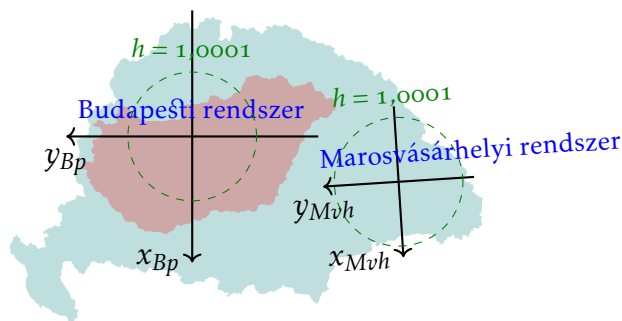 h = 1,0001
Budapesti rendszer
y_Bp
x_Bp
h = 1,0001
Marosvásárhelyi rendszer
y_Mvh
x_Mvh